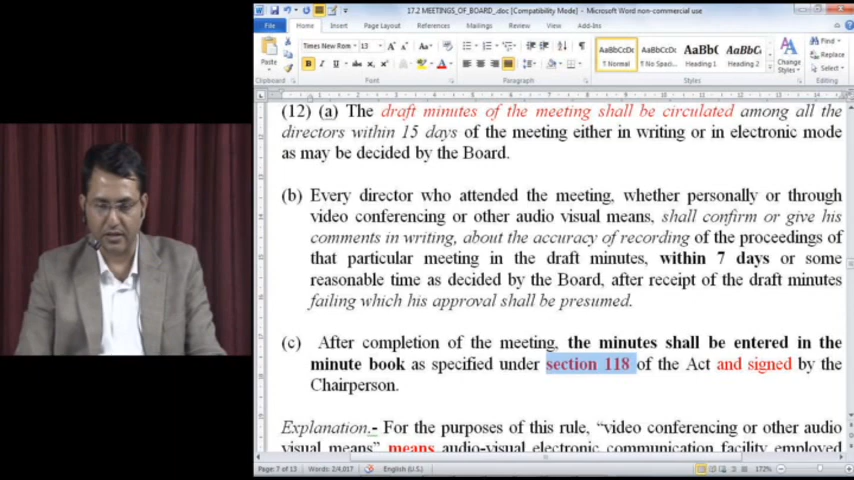 17.2 MEETINGS_OF_BOARD_.doc [Compatibility Mode] - Microsoft Word non-commercial use
File Home Insert Page Layout References Mailings Review View Add-Ins
Times New Rom 13
AaBbCcDc AaBbCcDc AaBbC AaBbCc
Paste
¶ Normal ¶ No Spaci... Heading 1 Heading 2
Change Styles
Find
Replace
Select
Clipboard Font Paragraph Styles Editing
(12) (a) The draft minutes of the meeting shall be circulated among all the
directors within 15 days of the meeting either in writing or in electronic mode
as may be decided by the Board.
(b) Every director who attended the meeting, whether personally or through
video conferencing or other audio visual means, shall confirm or give his
comments in writing, about the accuracy of recording of the proceedings of
that particular meeting in the draft minutes, within 7 days or some
reasonable time as decided by the Board, after receipt of the draft minutes
failing which his approval shall be presumed.
(c) After completion of the meeting, the minutes shall be entered in the
minute book as specified under section 118 of the Act and signed by the
Chairperson.
Explanation.- For the purposes of this rule, “video conferencing or other audio
visual means” means audio-visual electronic communication facility employed
Page: 7 of 13 Words: 2/4,017 English (U.S.) 172%